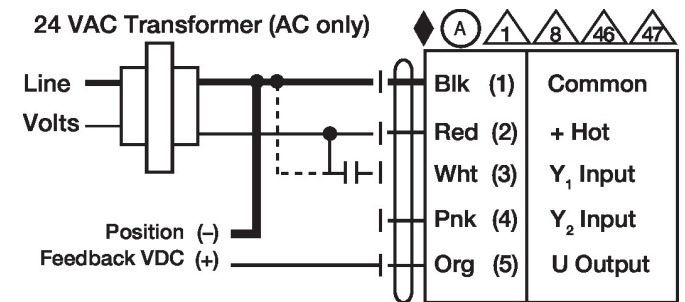 24 VAC Transformer (AC only)
A 1 8 46 47
Line
Volts
Blk (1) Common
Red (2) + Hot
Wht (3) Y1 Input
Pnk (4) Y2 Input
Position (–)
Feedback VDC (+)
Org (5) U Output